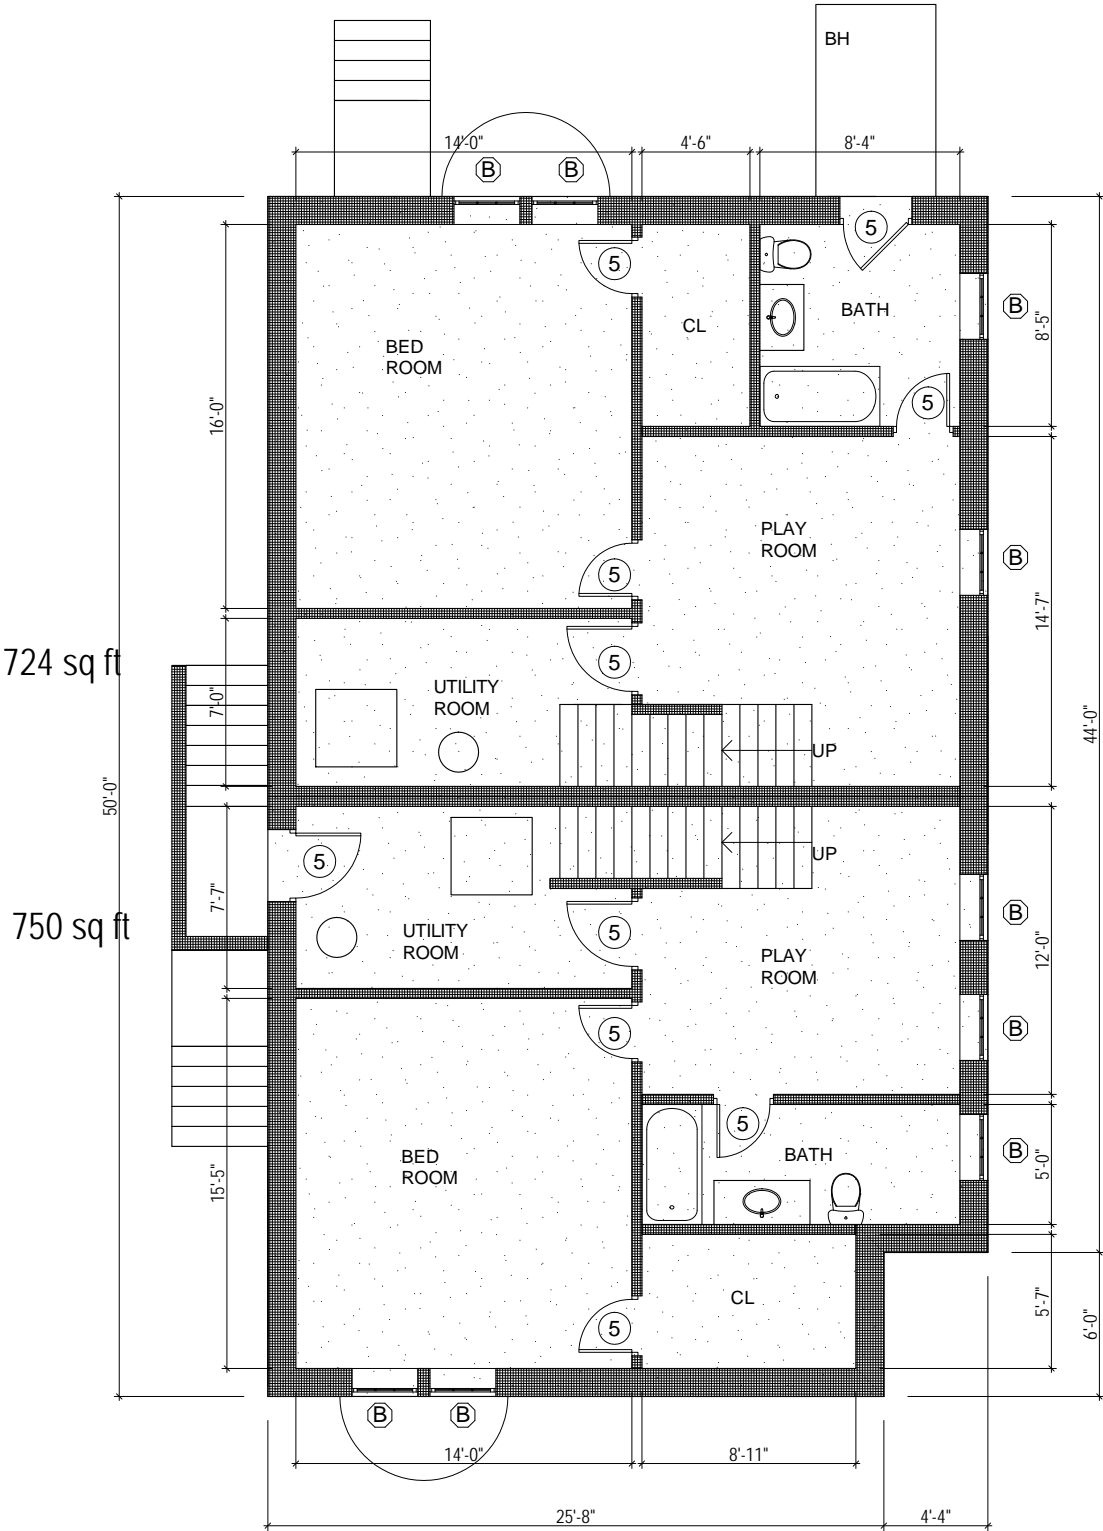 BH
14'-0"
4'-6"
8'-4"
B
B
5
5
B
BATH
CL
8'-5"
BED
ROOM
5
16'-0"
PLAY
ROOM
B
5
14'-7"
724 sq ft
5
UTILITY
ROOM
7'-0"
44'-0"
UP
50'-0"
UP
5
7'-7"
750 sq ft
B
UTILITY
ROOM
5
12'-0"
PLAY
ROOM
5
B
5
BATH
B
5'-0"
BED
ROOM
15'-5"
CL
5'-7"
6'-0"
5
B
B
14'-0"
8'-11"
25'-8"
4'-4"